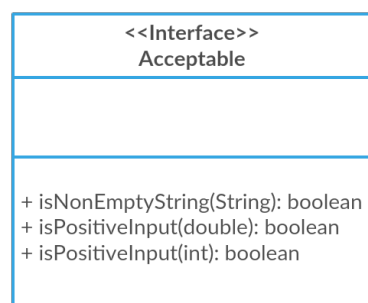 <<Interface>>
Acceptable
+ isNonEmptyString(String): boolean
+ isPositiveInput(double): boolean
+ isPositiveInput(int): boolean